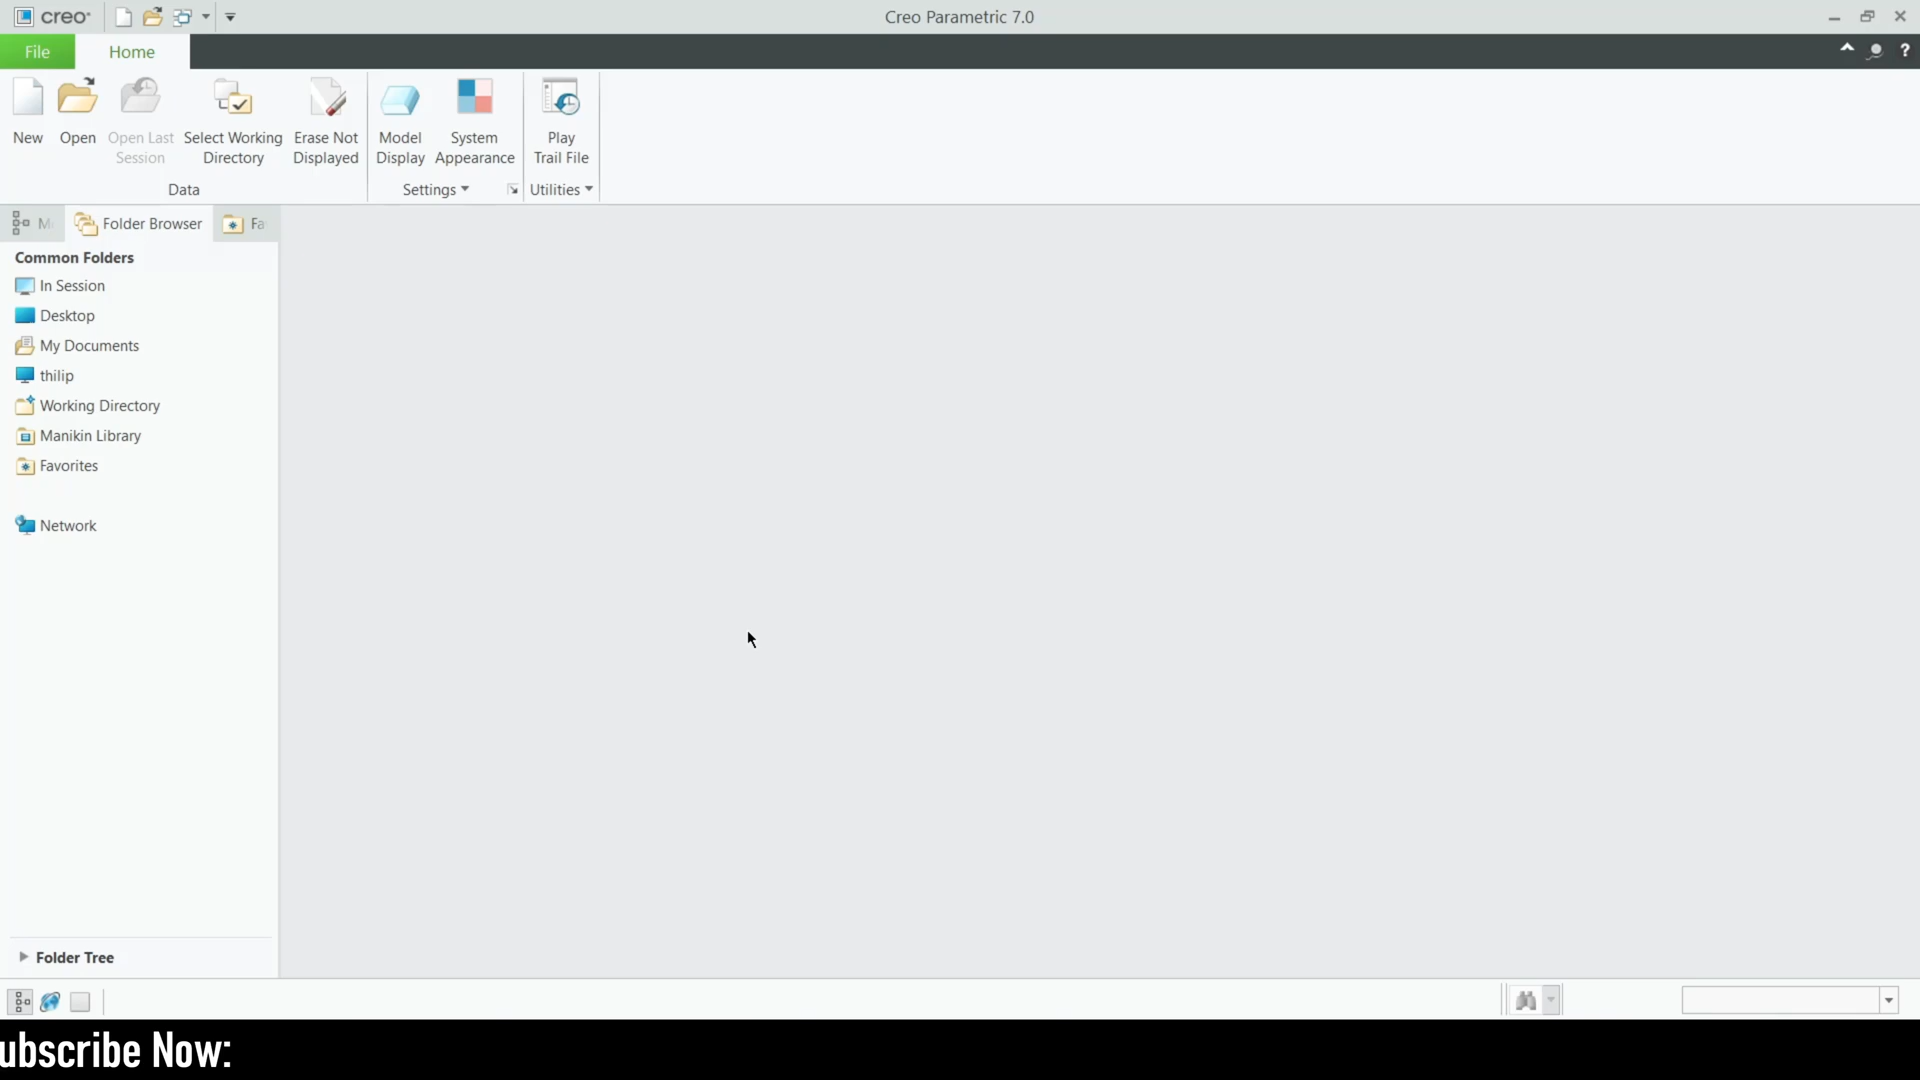 creo
Creo Parametric 7.0
File
Home
?
New
Open
Open Last
Session
Select Working
Directory
Erase Not
Displayed
Model
Display
System
Appearance
Play
Trail File
Data
Settings
Utilities
M
Folder Browser
Fa
Common Folders
In Session
Desktop
My Documents
thilip
Working Directory
Manikin Library
Favorites
Network
Folder Tree
ubscribe Now: